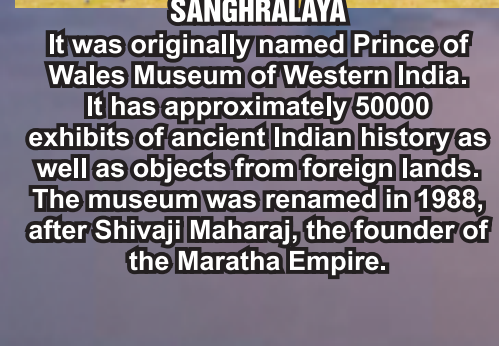 SANGHRALAYA
It was originally named Prince of
Wales Museum of Western India.
It has approximately 50000
exhibits of ancient Indian history as
well as objects from foreign lands.
The museum was renamed in 1988,
after Shivaji Maharaj, the founder of
the Maratha Empire.